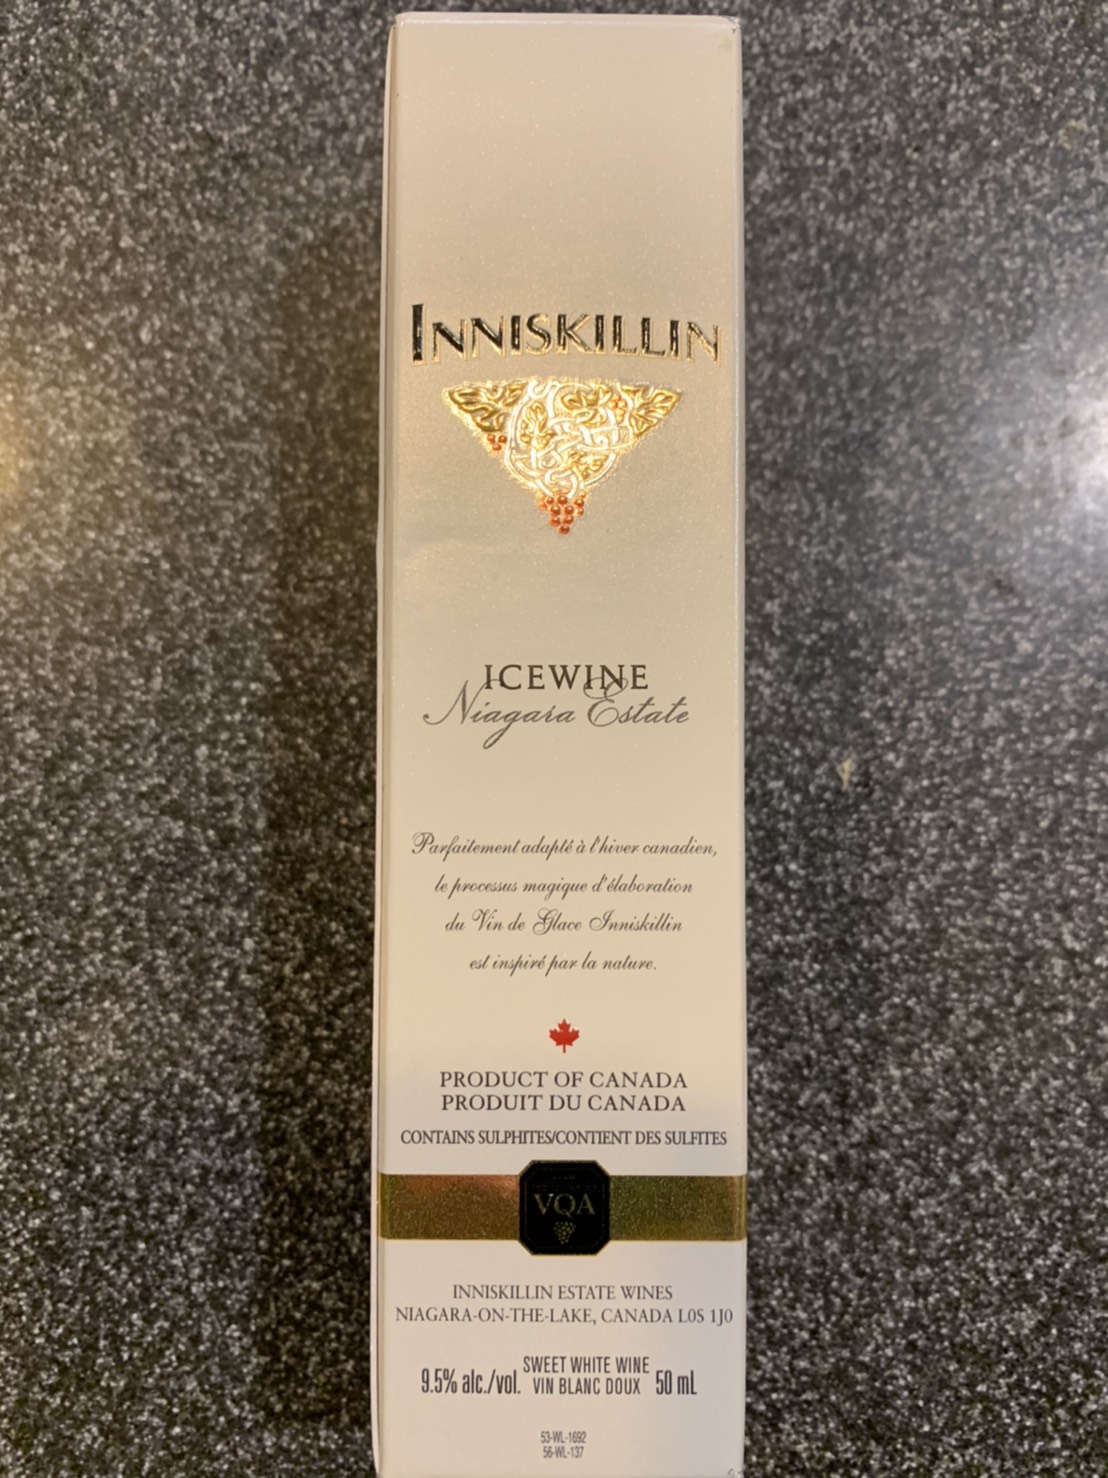 INNISKILLIN
ICEWINE
Niagara Estate
Parfaitement adapté à l'hiver canadien,
le processus magique d'élaboration
du Vin de Glace Inniskillin
est inspiré par la nature.
PRODUCT OF CANADA
PRODUIT DU CANADA
CONTAINS SULPHITES/CONTIENT DES SULFITES
VQA
INNISKILLIN ESTATE WINES
NIAGARA-ON-THE-LAKE, CANADA L0S 1J0
9.5% alc./vol. SWEET WHITE WINE
VIN BLANC DOUX 50 mL
53-WL-1692
56-WL-137